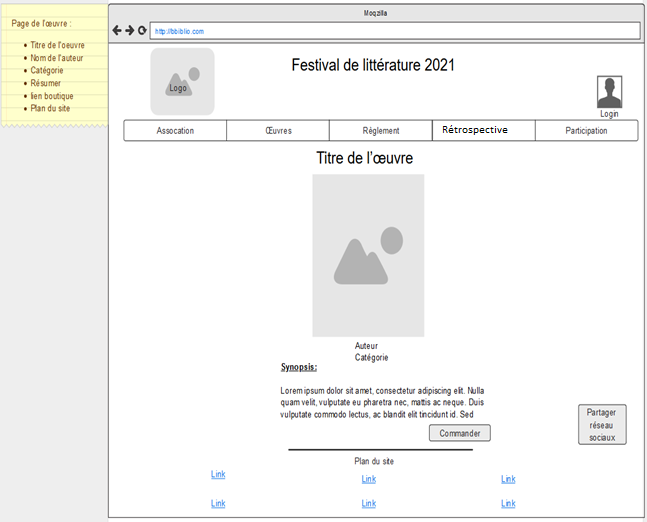 Page de l'œuvre :
Titre de l'oeuvre
Nom de l'auteur
Catégorie
Résumer
lien boutique
Plan du site
Moqzilla
http://bbiblio.com
Logo
Festival de littérature 2021
Login
Assocation Œuvres Réglement Rétrospective Participation
Titre de l'œuvre
Auteur
Catégorie
Synopsis:
Lorem ipsum dolor sit amet, consectetur adipiscing elit. Nulla
quam velit, vulputate eu pharetra nec, mattis ac neque. Duis
vulputate commodo lectus, ac blandit elit tincidunt id. Sed
Commander
Partager
réseau
sociaux
Plan du site
Link Link Link
Link Link Link